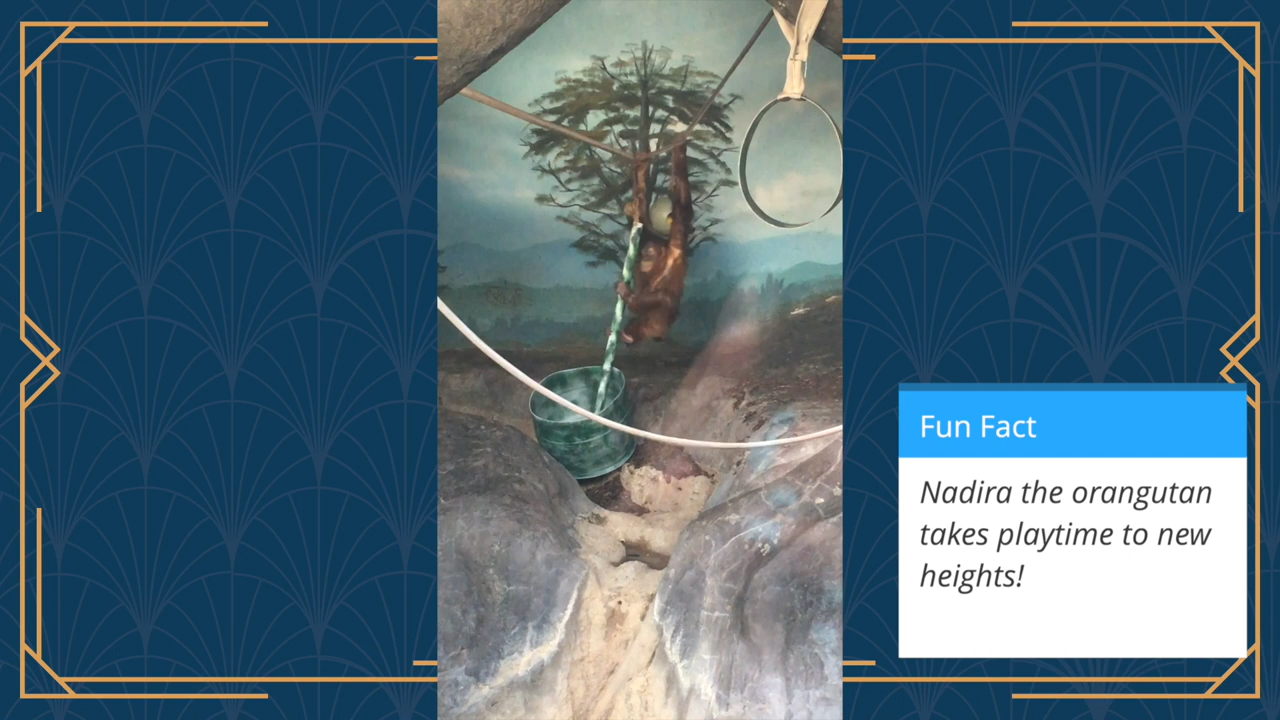 Fun Fact
Nadira the orangutan
takes playtime to new
heights!